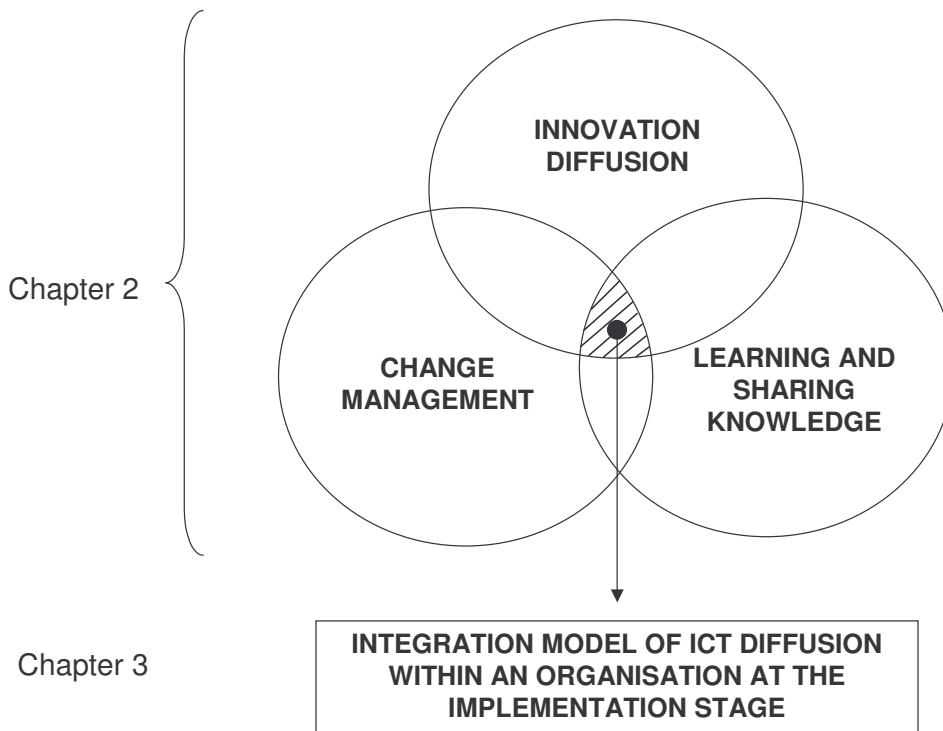 INNOVATION
DIFFUSION
Chapter 2
CHANGE
MANAGEMENT
LEARNING AND
SHARING
KNOWLEDGE
Chapter 3
INTEGRATION MODEL OF ICT DIFFUSION
WITHIN AN ORGANISATION AT THE
IMPLEMENTATION STAGE